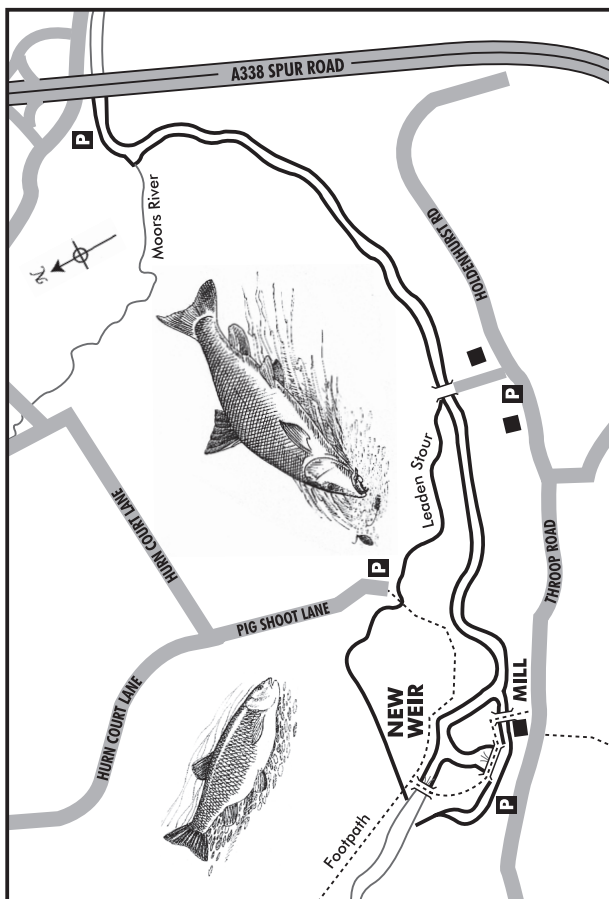 A338 SPUR ROAD
P
Moors River
N
HOLDENHURST RD
P
Leaden Stour
HURN COURT LANE
P
PIG SHOOT LANE
THROOP ROAD
HURN COURT LANE
NEW
WEIR
MILL
P
Footpath